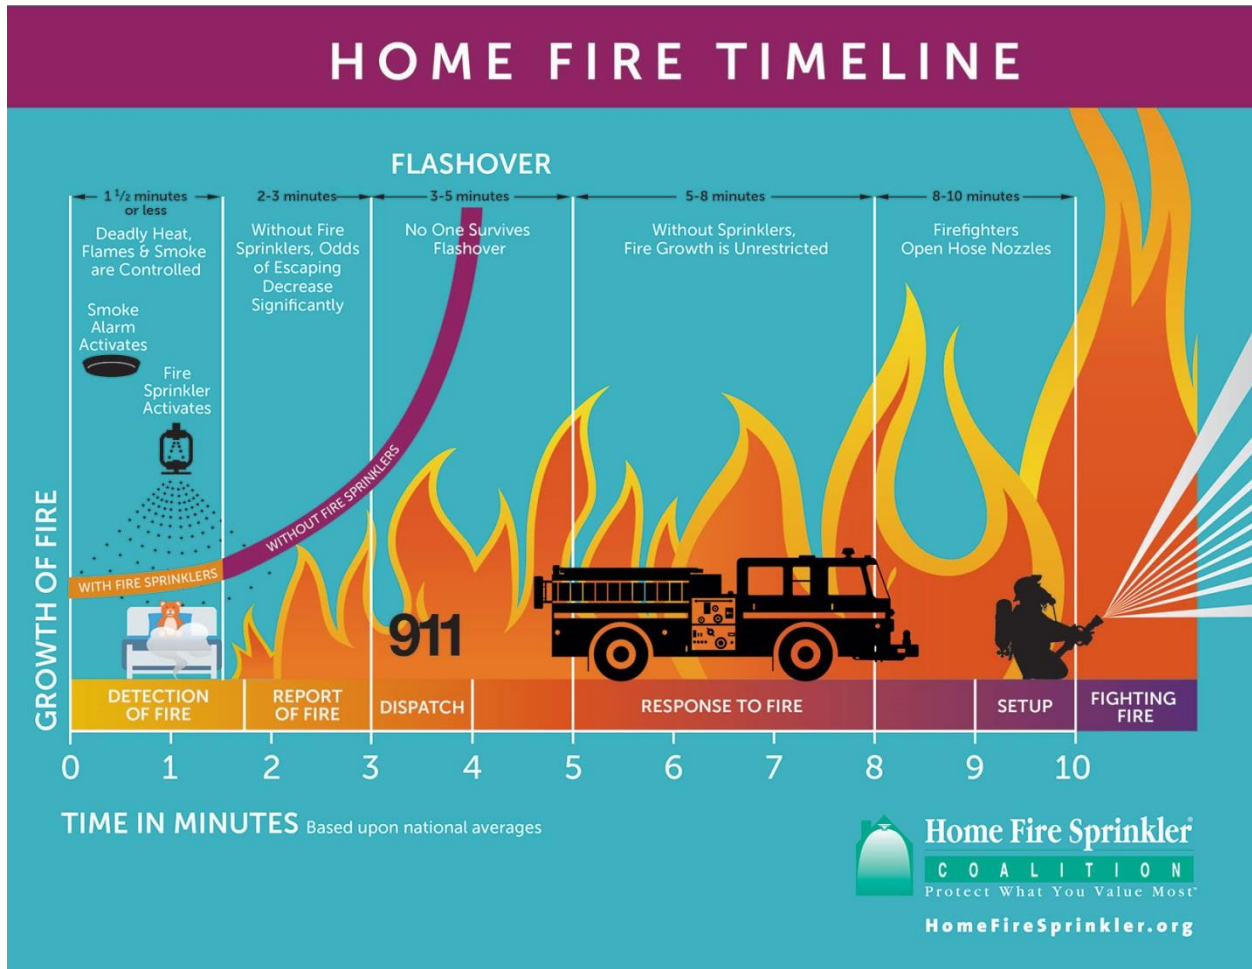 HOME FIRE TIMELINE
FLASHOVER
1 1/2 minutes
or less
Deadly Heat,
Flames & Smoke
are Controlled
2-3 minutes
Without Fire
Sprinklers, Odds
of Escaping
Decrease
Significantly
3-5 minutes
No One Survives
Flashover
5-8 minutes
Without Sprinklers,
Fire Growth is Unrestricted
8-10 minutes
Firefighters
Open Hose Nozzles
Smoke
Alarm
Activates
Fire
Sprinkler
Activates
GROWTH OF FIRE
WITH FIRE SPRINKLERS
WITHOUT FIRE SPRINKLERS
911
DETECTION
OF FIRE
REPORT
OF FIRE
DISPATCH
RESPONSE TO FIRE
SETUP
FIGHTING
FIRE
0 1 2 3 4 5 6 7 8 9 10
TIME IN MINUTES Based upon national averages
Home Fire Sprinkler®
COALITION
Protect What You Value Most™
HomeFireSprinkler.org